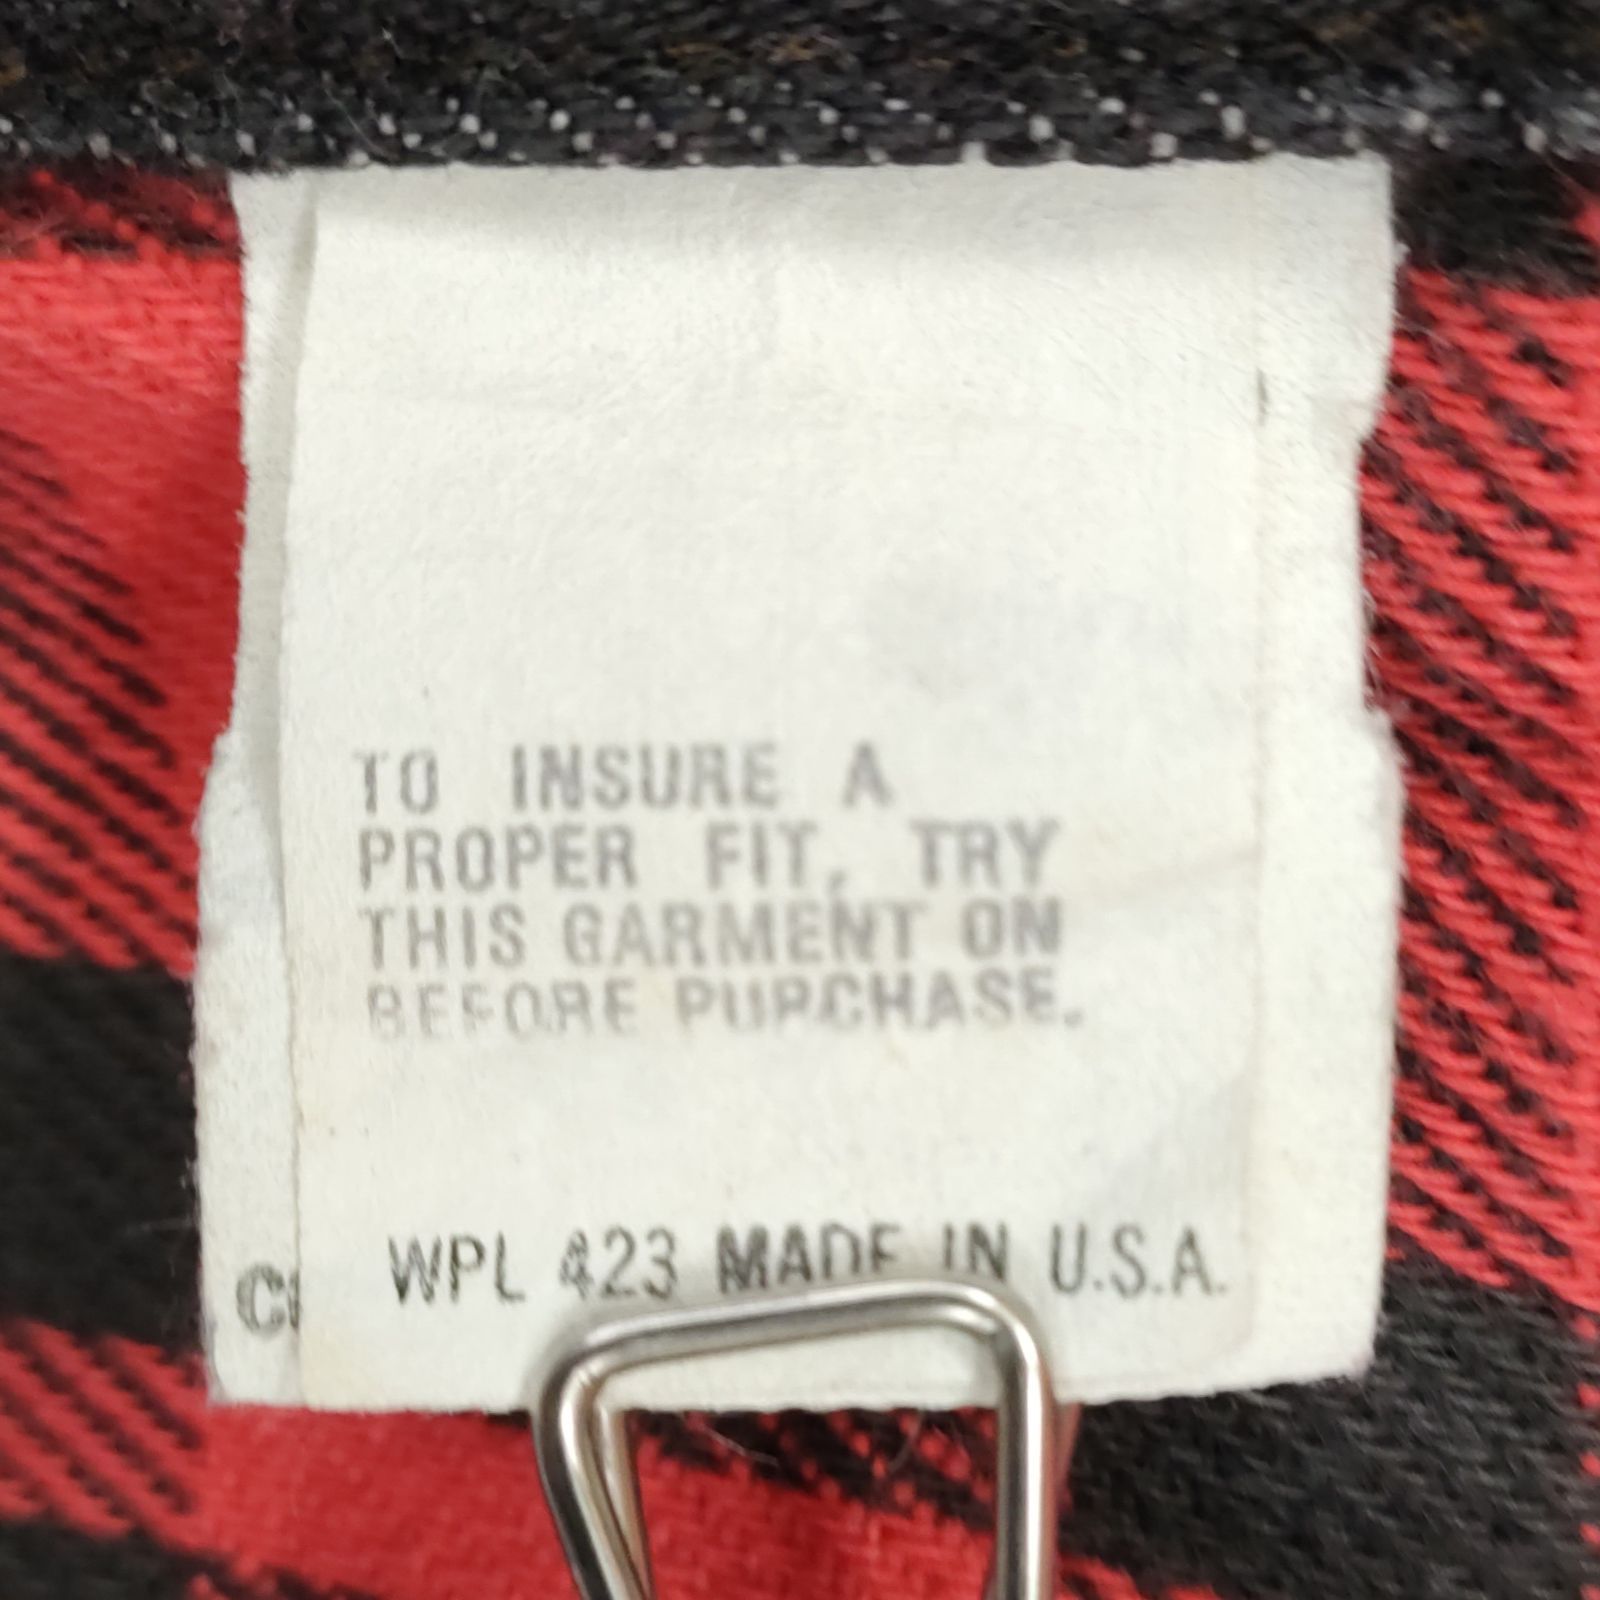 TO INSURE A
PROPER FIT, TRY
THIS GARMENT ON
BEFORE PURCHASE.
WPL 423 MADE IN U.S.A.